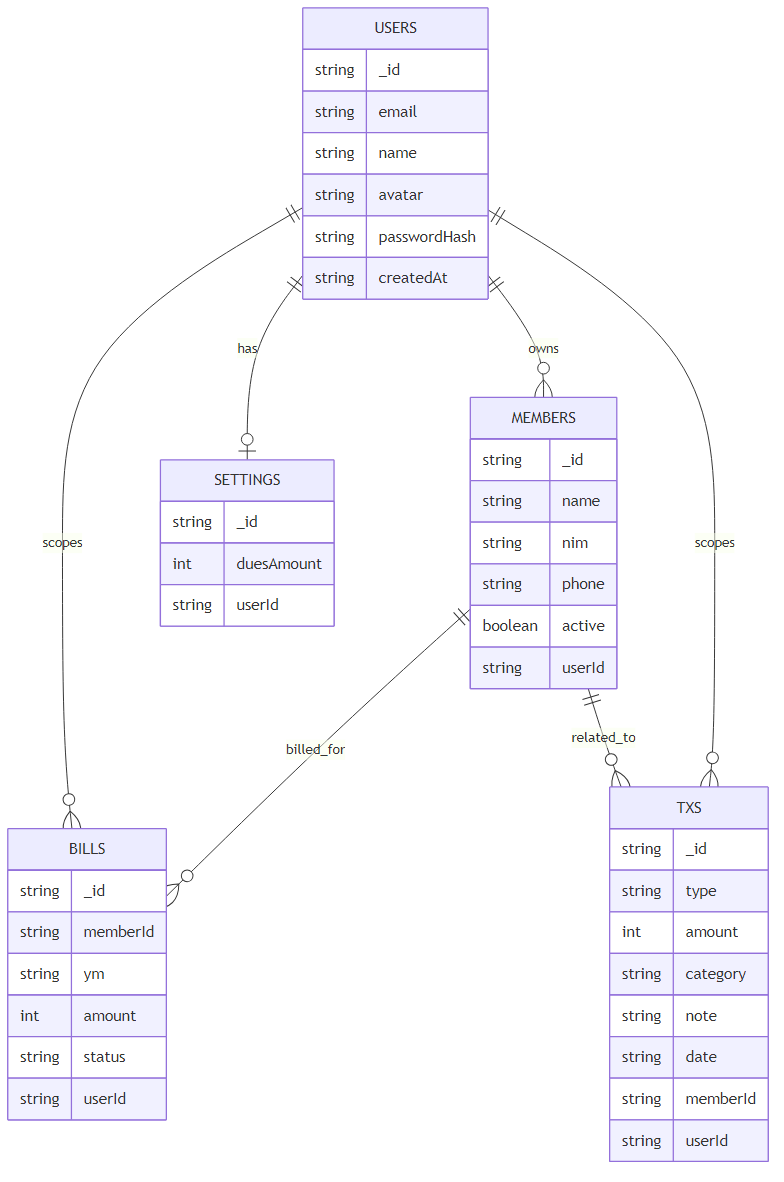 USERS
string _id
string email
string name
string avatar
string passwordHash
string createdAt
has
owns
MEMBERS
string _id
string name
string nim
string phone
boolean active
string userId
SETTINGS
string _id
int duesAmount
string userId
scopes
scopes
billed_for
related_to
BILLS
string _id
string memberId
string ym
int amount
string status
string userId
TXS
string _id
string type
int amount
string category
string note
string date
string memberId
string userId